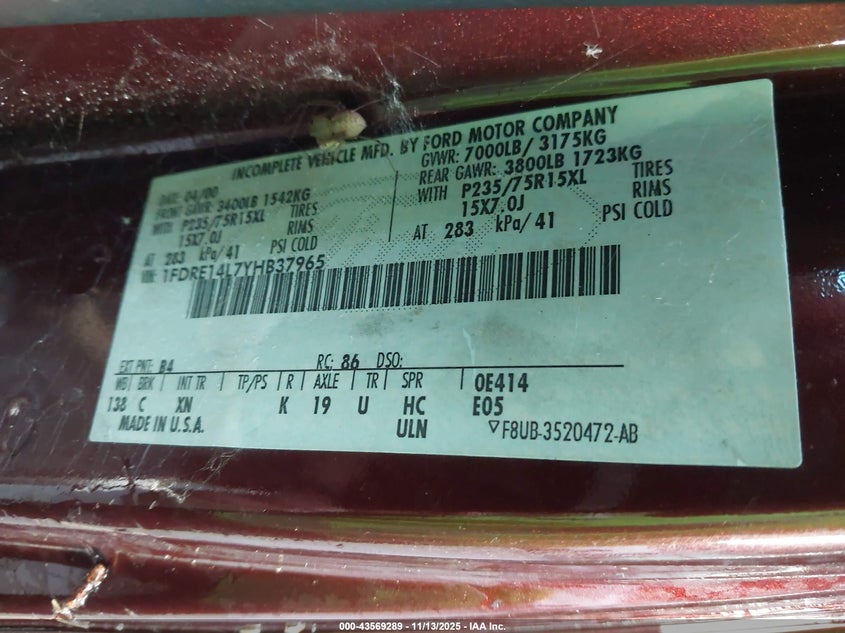 INCOMPLETE VEHICLE MFD. BY FORD MOTOR COMPANY
DATE: 04/00
GVWR: 7000LB/ 3175KG
FRONT GAWR: 3400LB 1542KG
REAR GAWR: 3800LB 1723KG
WITH P235/75R15XL TIRES
WITH P235/75R15XL TIRES
15X7.0J RIMS
15X7.0J RIMS
AT 283 kPa/41 PSI COLD
AT 283 kPa/41 PSI COLD
VIN: 1FDRE14L7YHB37965
EXT PNT: B4 RC: 86 DSO:
WB BRK INT TR TP/PS R AXLE TR SPR 0E414
138 C XN K 19 U HC E05
MADE IN U.S.A. ULN ▽F8UB-3520472-AB
000-43569289 - 11/13/2025 - IAA Inc.